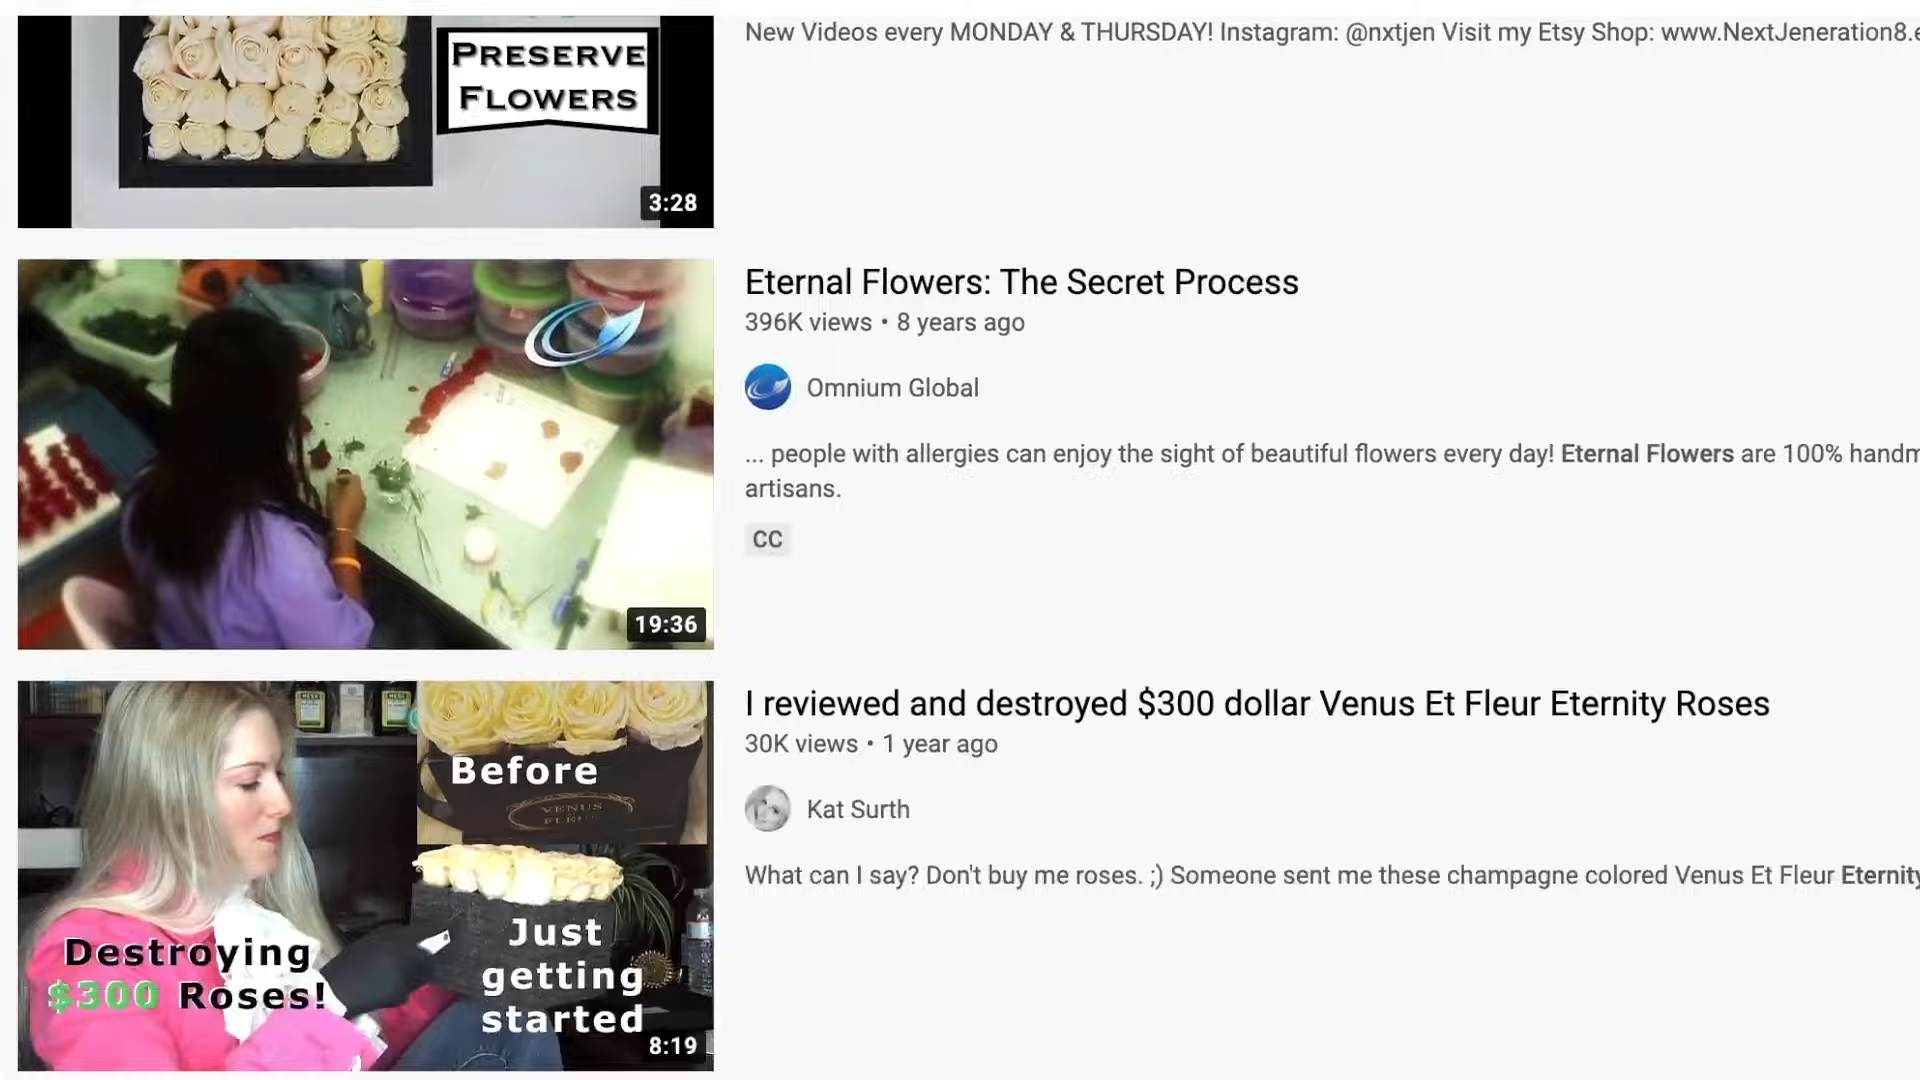 PRESERVE
FLOWERS
3:28
New Videos every MONDAY & THURSDAY! Instagram: @nxtjen Visit my Etsy Shop: www.NextJeneration8.e
19:36
Eternal Flowers: The Secret Process
396K views • 8 years ago
Omnium Global
... people with allergies can enjoy the sight of beautiful flowers every day! Eternal Flowers are 100% handm
artisans.
CC
Before
VENUS
FLEUR
Destroying
$300 Roses!
Just
getting
started
8:19
I reviewed and destroyed $300 dollar Venus Et Fleur Eternity Roses
30K views • 1 year ago
Kat Surth
What can I say? Don't buy me roses. ;) Someone sent me these champagne colored Venus Et Fleur Eternity